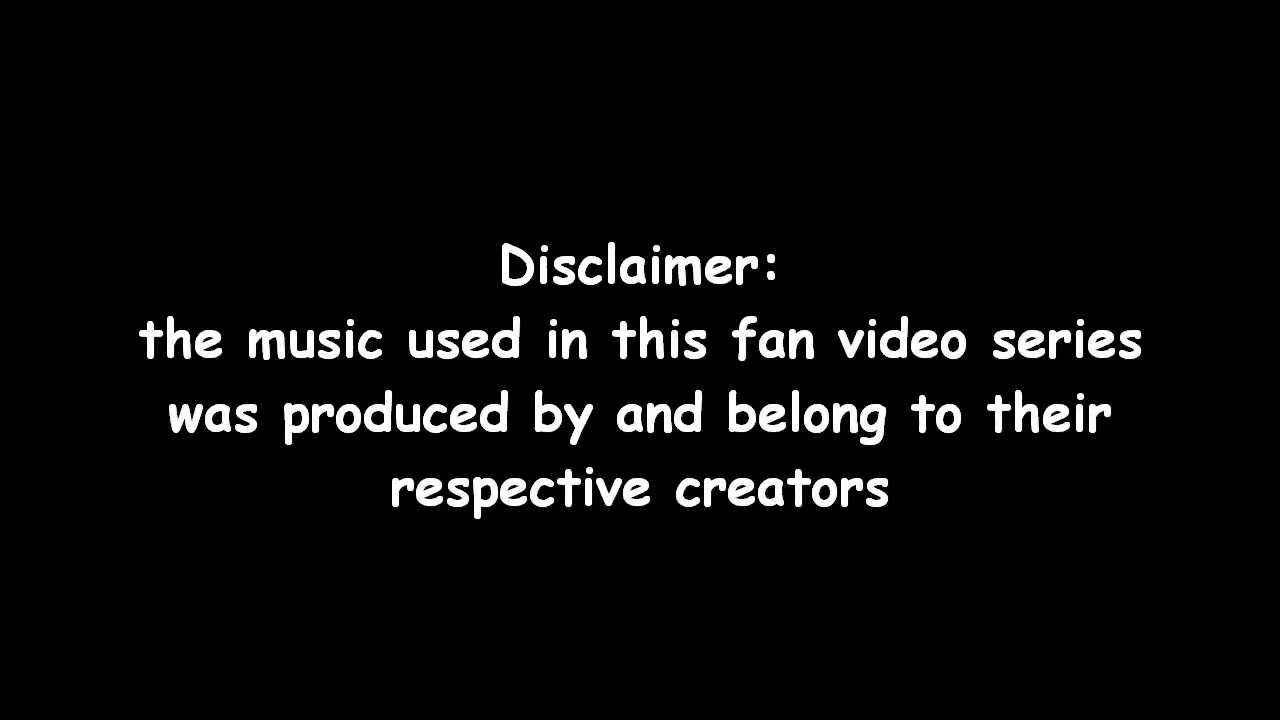 Disclaimer:
the music used in this fan video series
was produced by and belong to their
respective creators